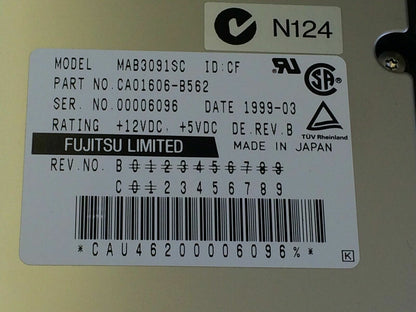 N124
MODEL MAB3091SC ID:CF
PART NO. CA01606-B562
SER. NO. 00006096 DATE 1999-03
RATING +12VDC, +5VDC DE.REV.B
FUJITSU LIMITED MADE IN JAPAN
TÜV Rheinland
REV.NO. B 0 1 2 3 4 5 6 7 8 9
C 0 1 2 3 4 5 6 7 8 9
*CAU46200006096%*
K